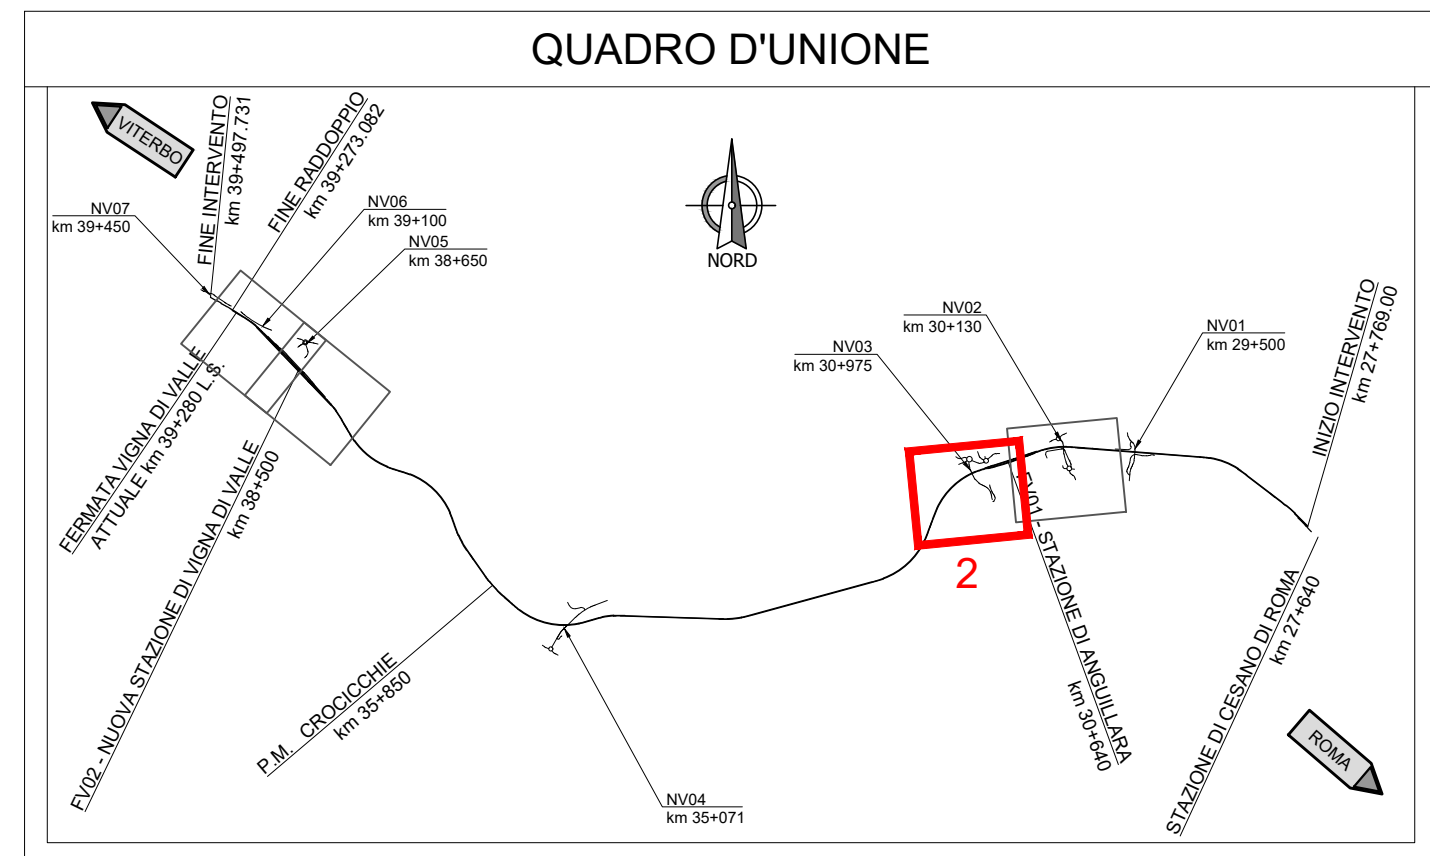 QUADRO D'UNIONE
VITERBO
FINE INTERVENTO
km 39+497.731
FINE RADDOPPIO
km 39+273.082
NV07
km 39+450
NV06
km 39+100
NV05
km 38+650
NORD
NV02
km 30+130
NV03
km 30+975
NV01
km 29+500
INIZIO INTERVENTO
km 27+769.00
FERMATA VIGNA DI VALLE
ATTUALE km 39+280 L.S.
FV02 - NUOVA STAZIONE DI VIGNA DI VALLE
km 38+500
P.M. CROCICCHIE
km 35+850
NV04
km 35+071
2
FV01 - STAZIONE DI ANGUILLARA
km 30+640
STAZIONE DI CESANO DI ROMA
km 27+640
ROMA